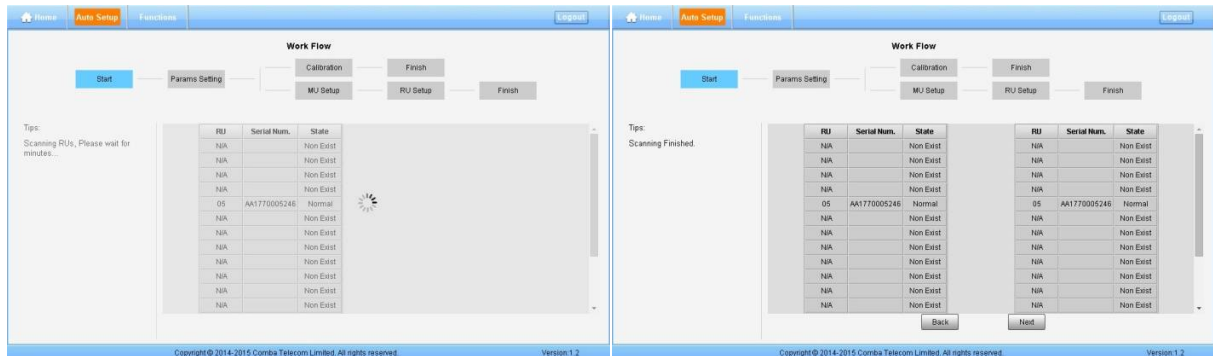 Home Auto Setup Functions Logout
Work Flow
Calibration Finish
Start Params Setting
MU Setup RU Setup Finish
Tips:
Scanning RUs, Please wait for
minutes...
RU Serial Num. State
N/A Non Exist
N/A Non Exist
N/A Non Exist
N/A Non Exist
05 AA1770005246 Normal
N/A Non Exist
N/A Non Exist
N/A Non Exist
N/A Non Exist
N/A Non Exist
N/A Non Exist
N/A Non Exist
Copyright © 2014-2015 Comba Telecom Limited. All rights reserved. Version:1.2
Home Auto Setup Functions Logout
Work Flow
Calibration Finish
Start Params Setting
MU Setup RU Setup Finish
Tips:
Scanning Finished.
RU Serial Num. State RU Serial Num. State
N/A Non Exist N/A Non Exist
N/A Non Exist N/A Non Exist
N/A Non Exist N/A Non Exist
N/A Non Exist N/A Non Exist
05 AA1770005246 Normal 05 AA1770005246 Normal
N/A Non Exist N/A Non Exist
N/A Non Exist N/A Non Exist
N/A Non Exist N/A Non Exist
N/A Non Exist N/A Non Exist
N/A Non Exist N/A Non Exist
N/A Non Exist N/A Non Exist
N/A Non Exist N/A Non Exist
Back Next
Copyright © 2014-2015 Comba Telecom Limited. All rights reserved. Version:1.2